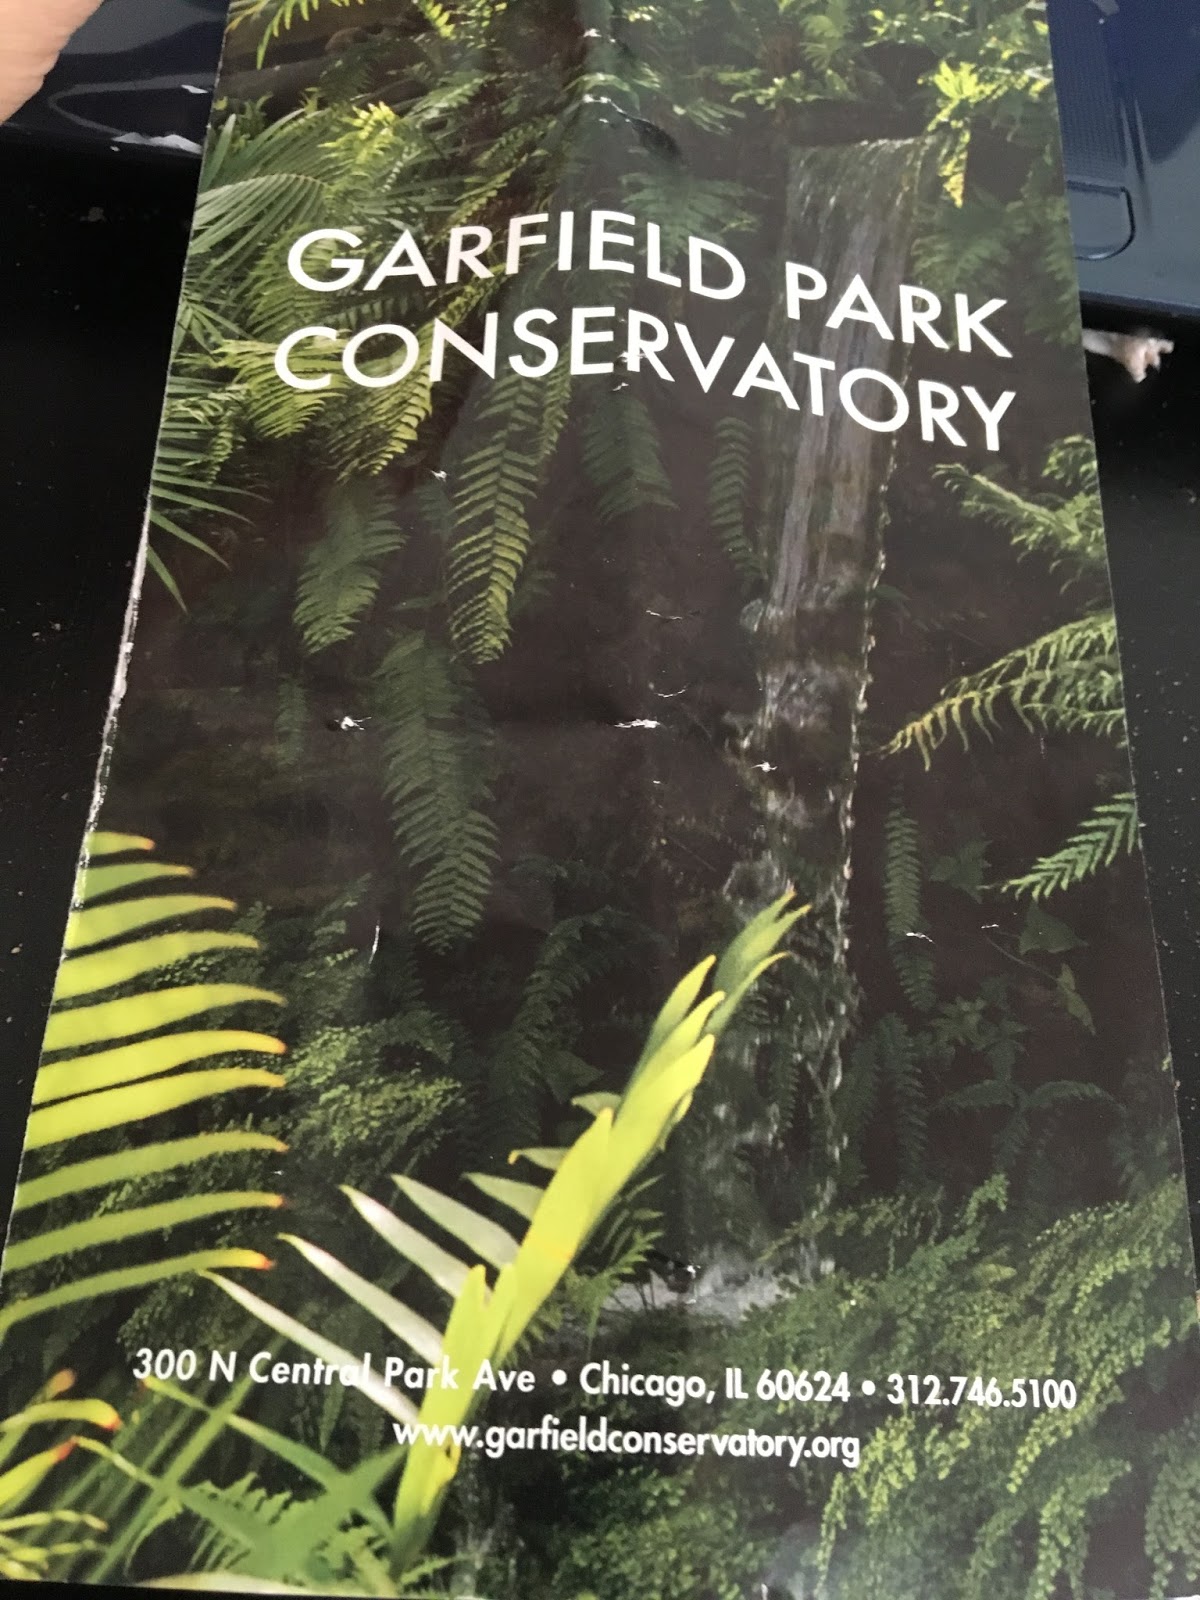 GARFIELD PARK
CONSERVATORY
300 N Central Park Ave • Chicago, IL 60624 • 312.746.5100
www.garfieldconservatory.org